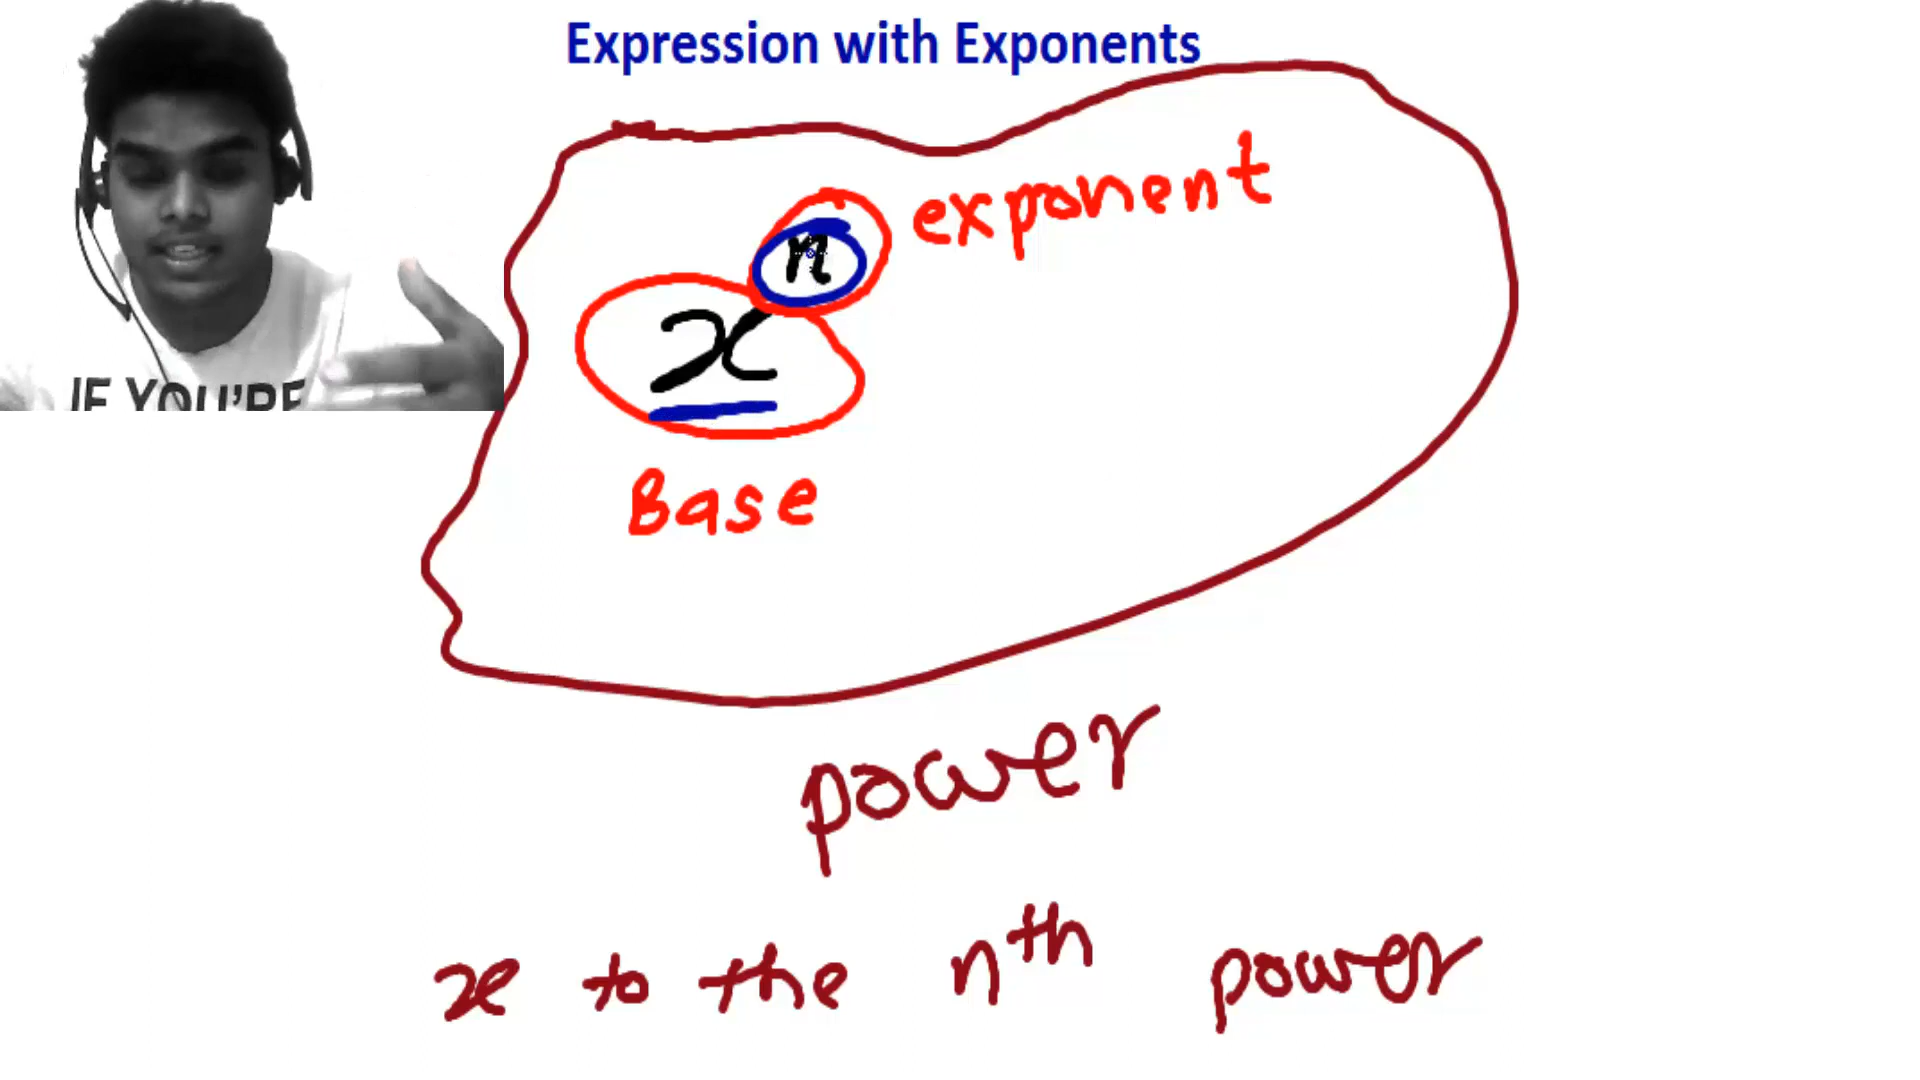 Expression with Exponents
exponent
n
x
Base
power
x to the nth power
IF YOU'RE